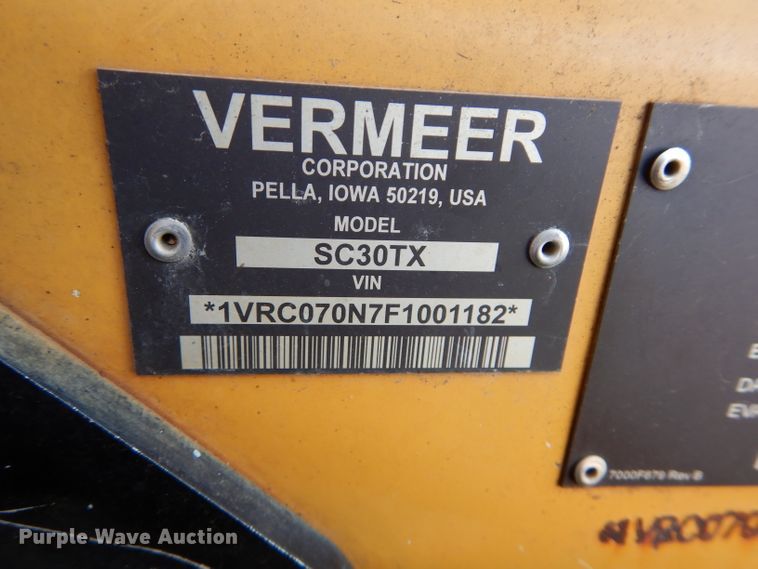 VERMEER
CORPORATION
PELLA, IOWA 50219, USA
MODEL
SC30TX
VIN
*1VRC070N7F1001182*
7000F879 Rev B
Purple Wave Auction